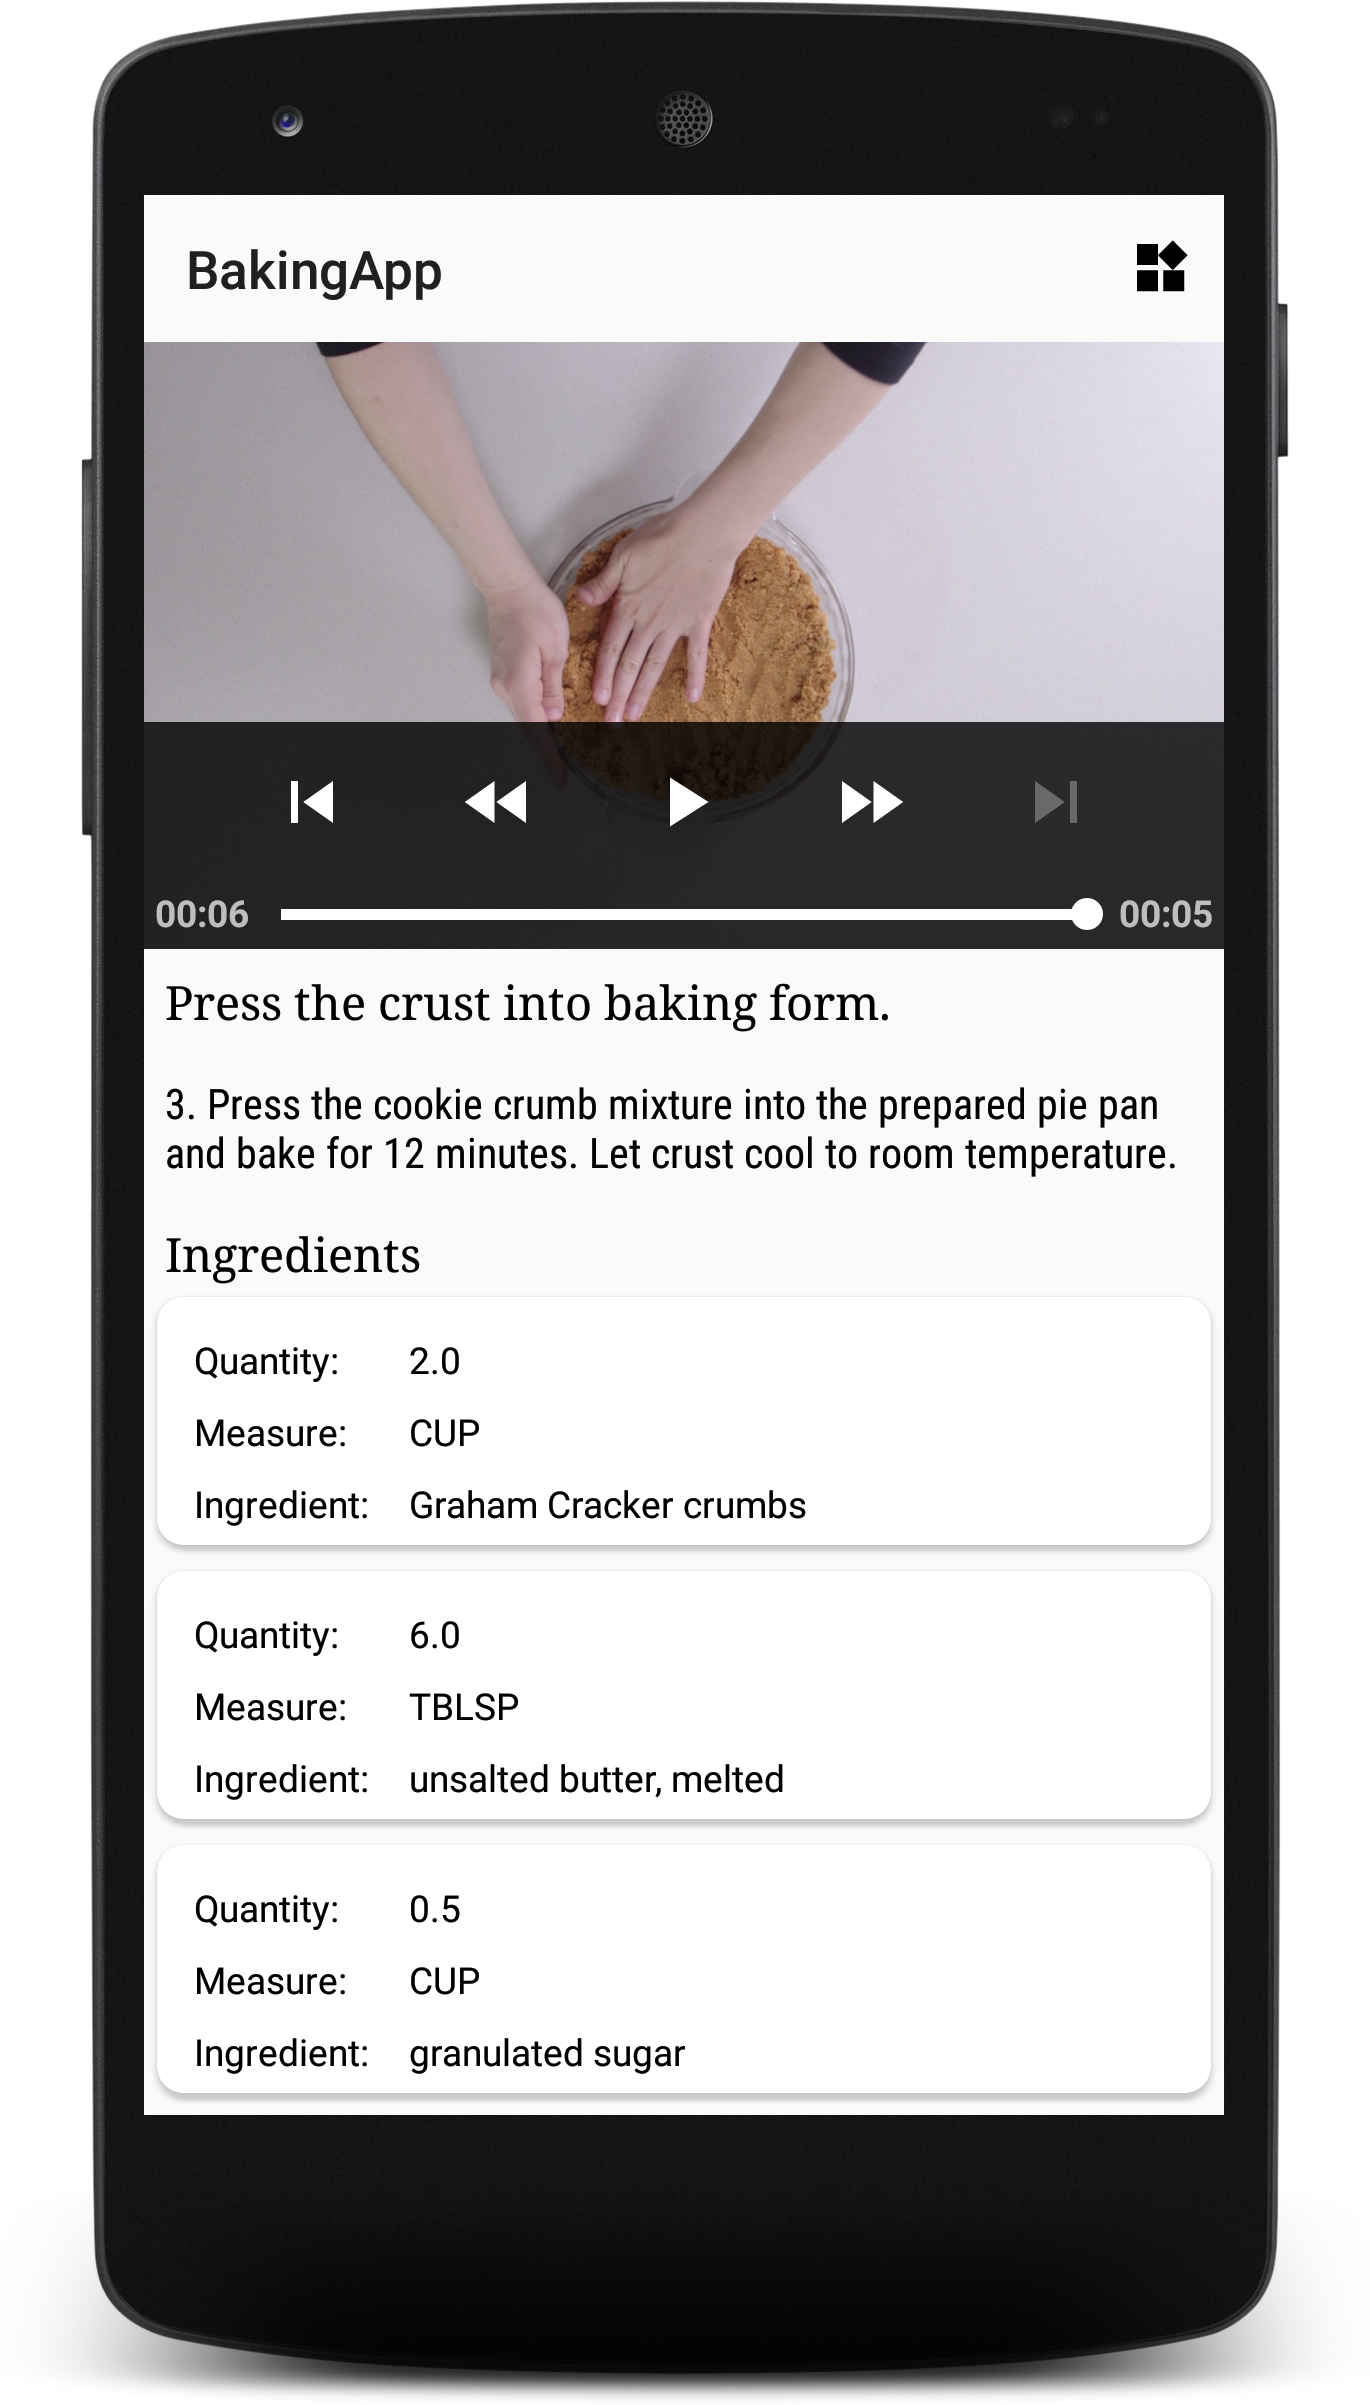 BakingApp
00:06 00:05
Press the crust into baking form.
3. Press the cookie crumb mixture into the prepared pie pan
and bake for 12 minutes. Let crust cool to room temperature.
Ingredients
Quantity: 2.0
Measure: CUP
Ingredient: Graham Cracker crumbs
Quantity: 6.0
Measure: TBLSP
Ingredient: unsalted butter, melted
Quantity: 0.5
Measure: CUP
Ingredient: granulated sugar